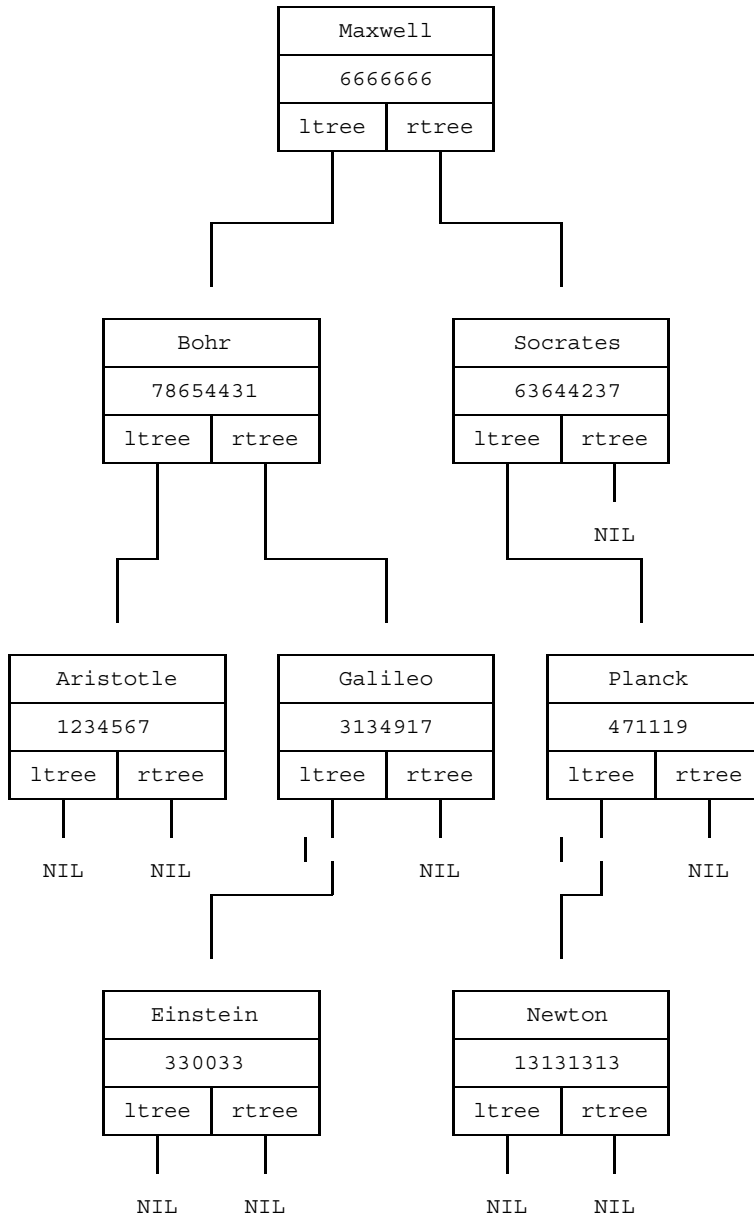 Maxwell
6666666
ltree rtree
Bohr Socrates
78654431 63644237
ltree rtree ltree rtree
NIL
Aristotle Galileo Planck
1234567 3134917 471119
ltree rtree ltree rtree ltree rtree
NIL NIL NIL NIL
Einstein Newton
330033 13131313
ltree rtree ltree rtree
NIL NIL NIL NIL